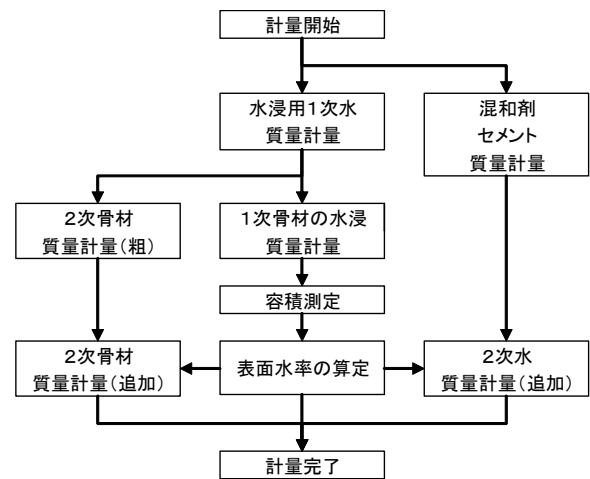 計量開始
水浸用1次水
質量計量
混和剤
セメント
質量計量
2次骨材
質量計量(粗)
1次骨材の水浸
質量計量
容積測定
2次骨材
質量計量(追加)
表面水率の算定
2次水
質量計量(追加)
計量完了